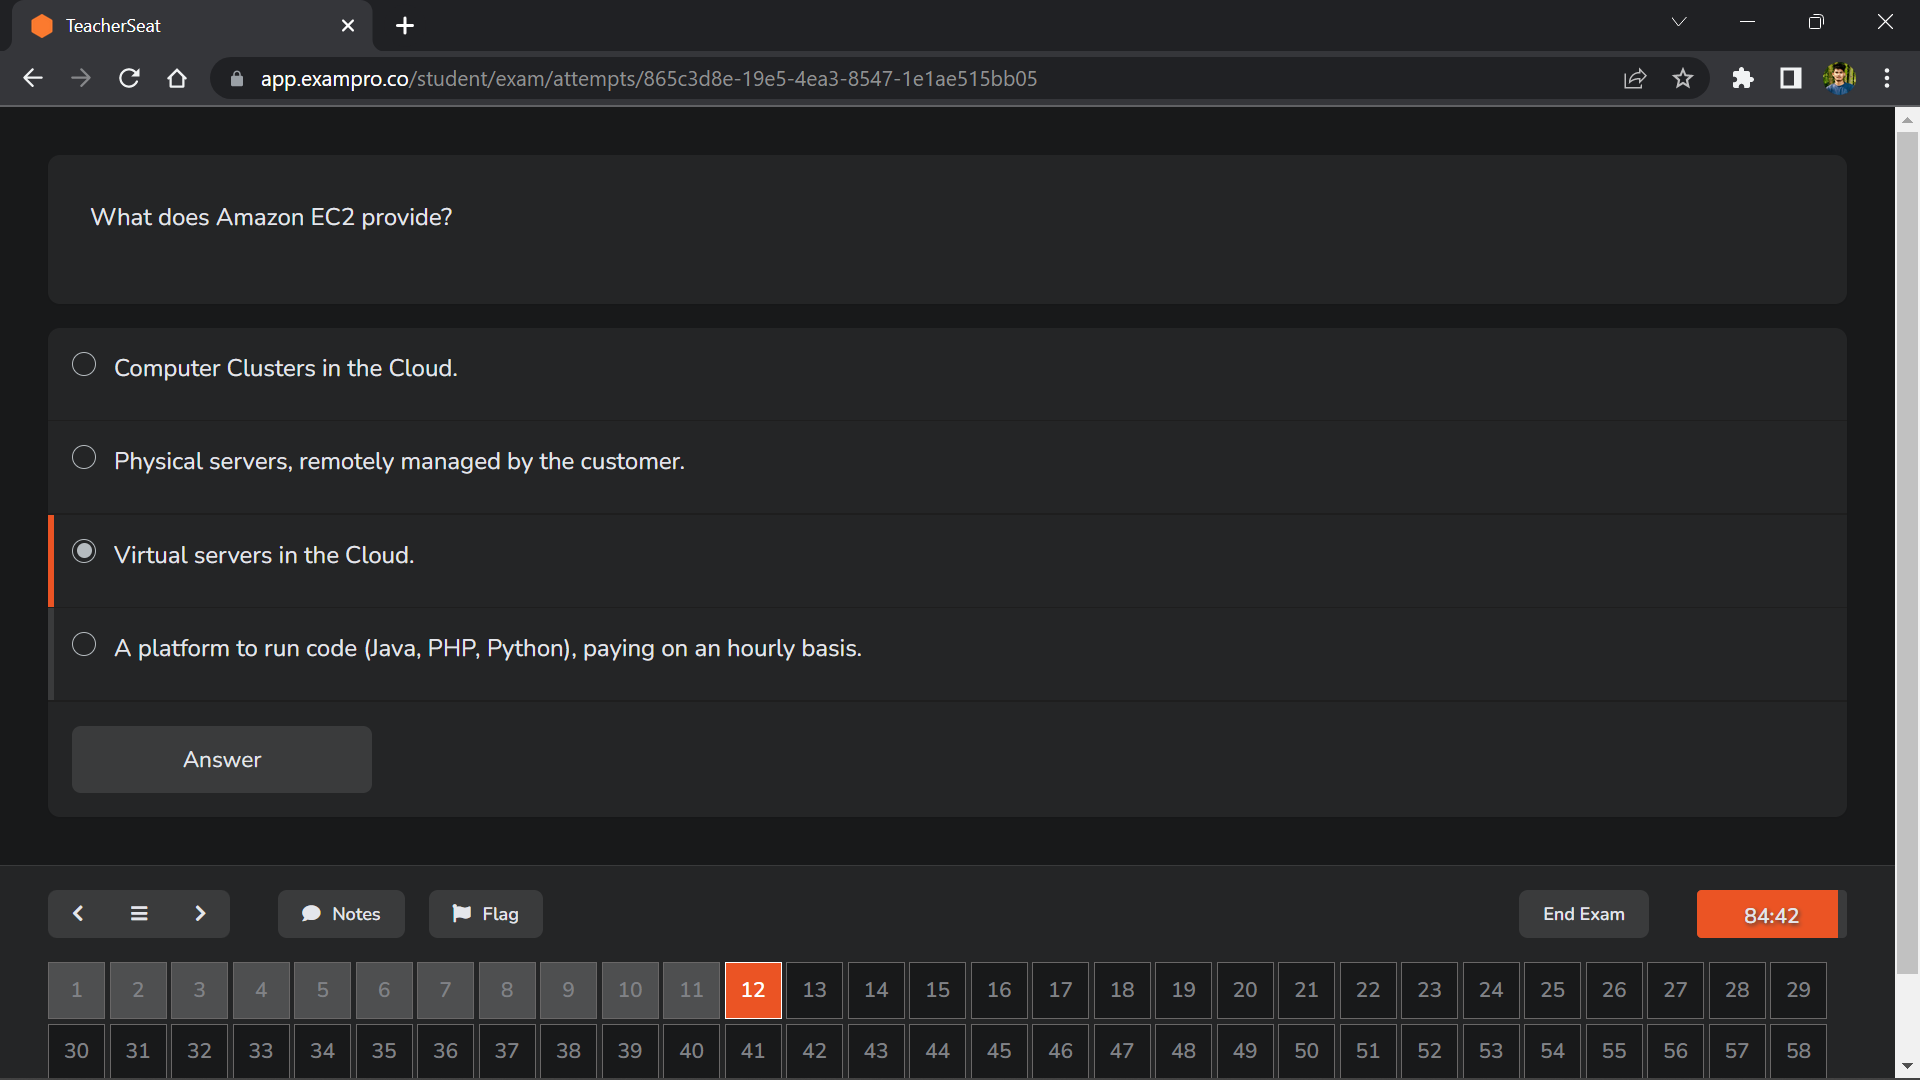 TeacherSeat
app.exampro.co/student/exam/attempts/865c3d8e-19e5-4ea3-8547-1e1ae515bb05
What does Amazon EC2 provide?
Computer Clusters in the Cloud.
Physical servers, remotely managed by the customer.
Virtual servers in the Cloud.
A platform to run code (Java, PHP, Python), paying on an hourly basis.
Answer
Notes Flag End Exam 84:42
1 2 3 4 5 6 7 8 9 10 11 12 13 14 15 16 17 18 19 20 21 22 23 24 25 26 27 28 29
30 31 32 33 34 35 36 37 38 39 40 41 42 43 44 45 46 47 48 49 50 51 52 53 54 55 56 57 58